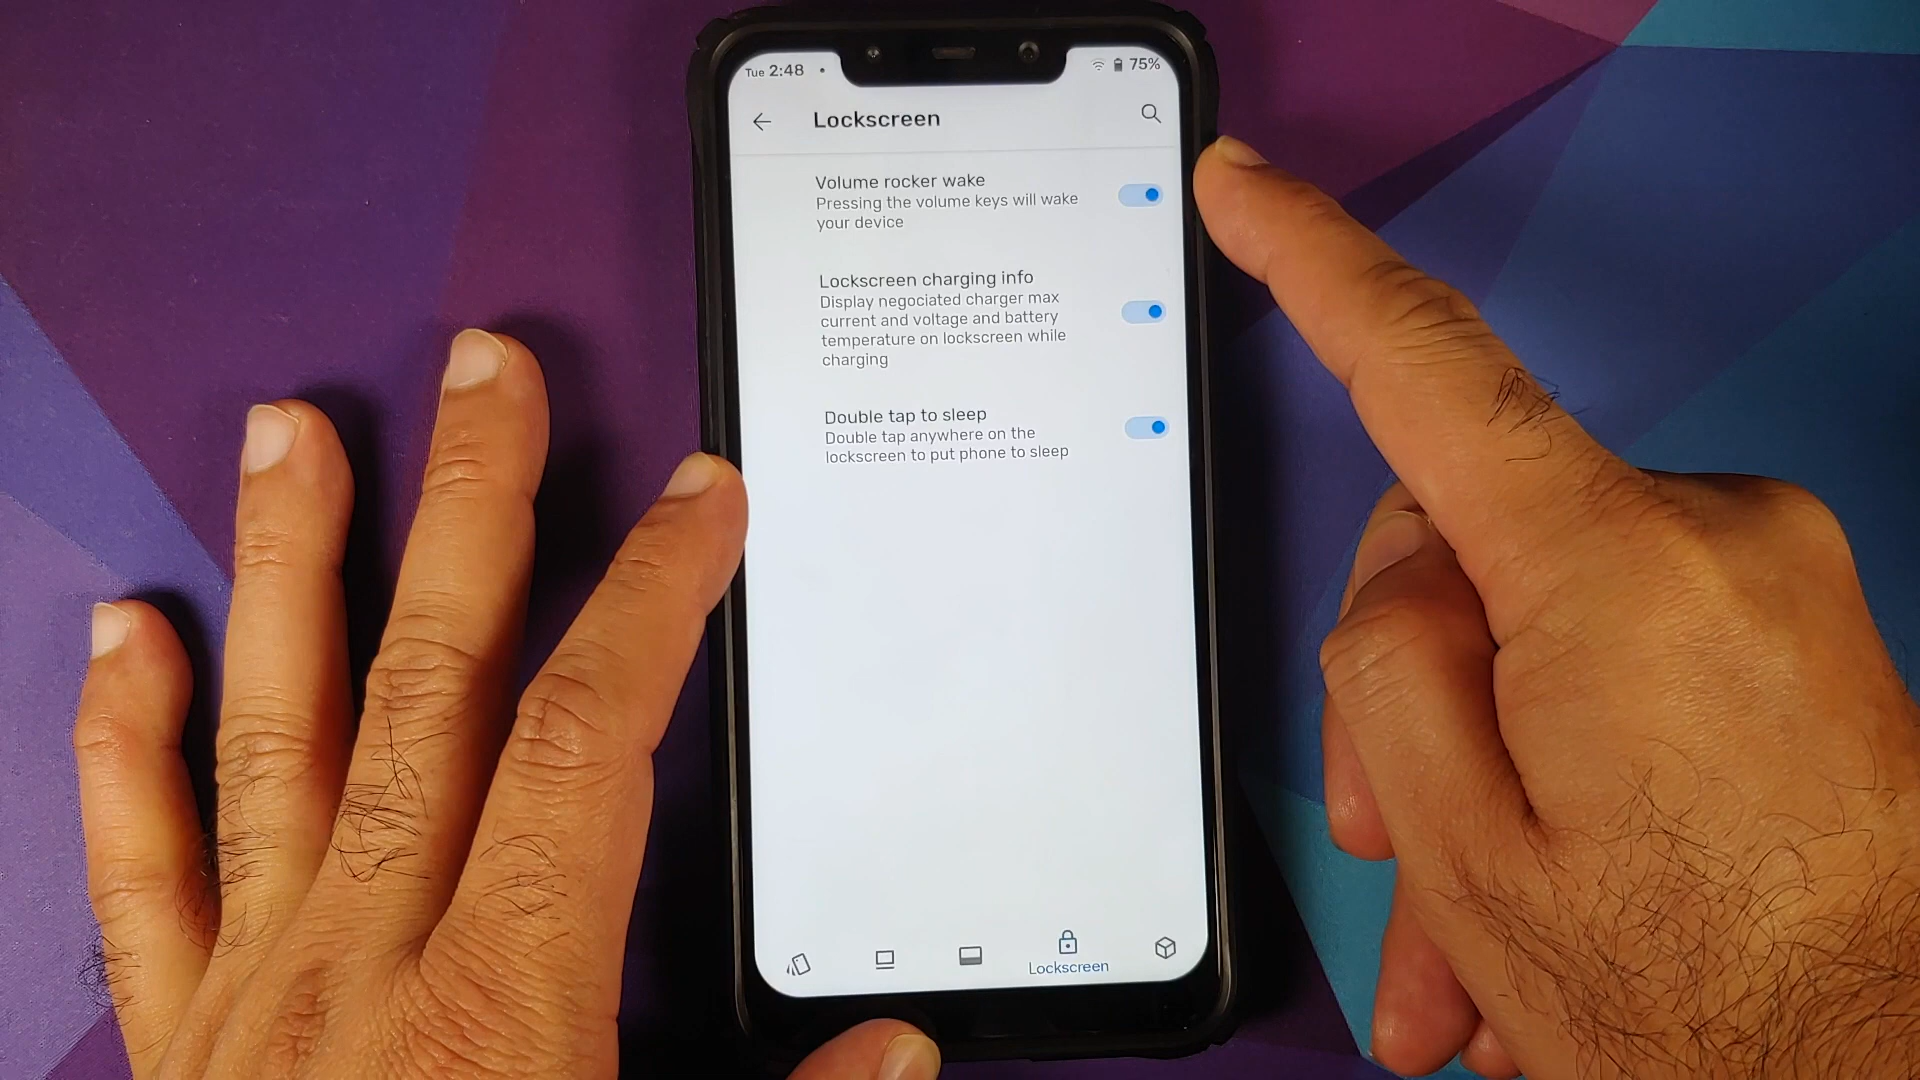 Tue 2:48
75%
Lockscreen
Volume rocker wake
Pressing the volume keys will wake
your device
Lockscreen charging info
Display negociated charger max
current and voltage and battery
temperature on lockscreen while
charging
Double tap to sleep
Double tap anywhere on the
lockscreen to put phone to sleep
Lockscreen